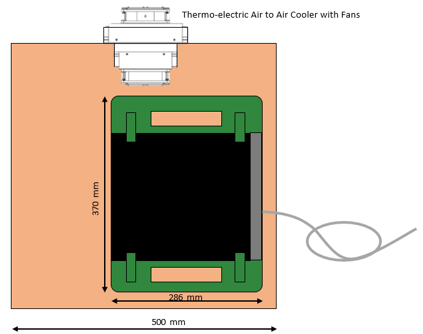 Thermo-electric Air to Air Cooler with Fans
370 mm
286 mm
500 mm